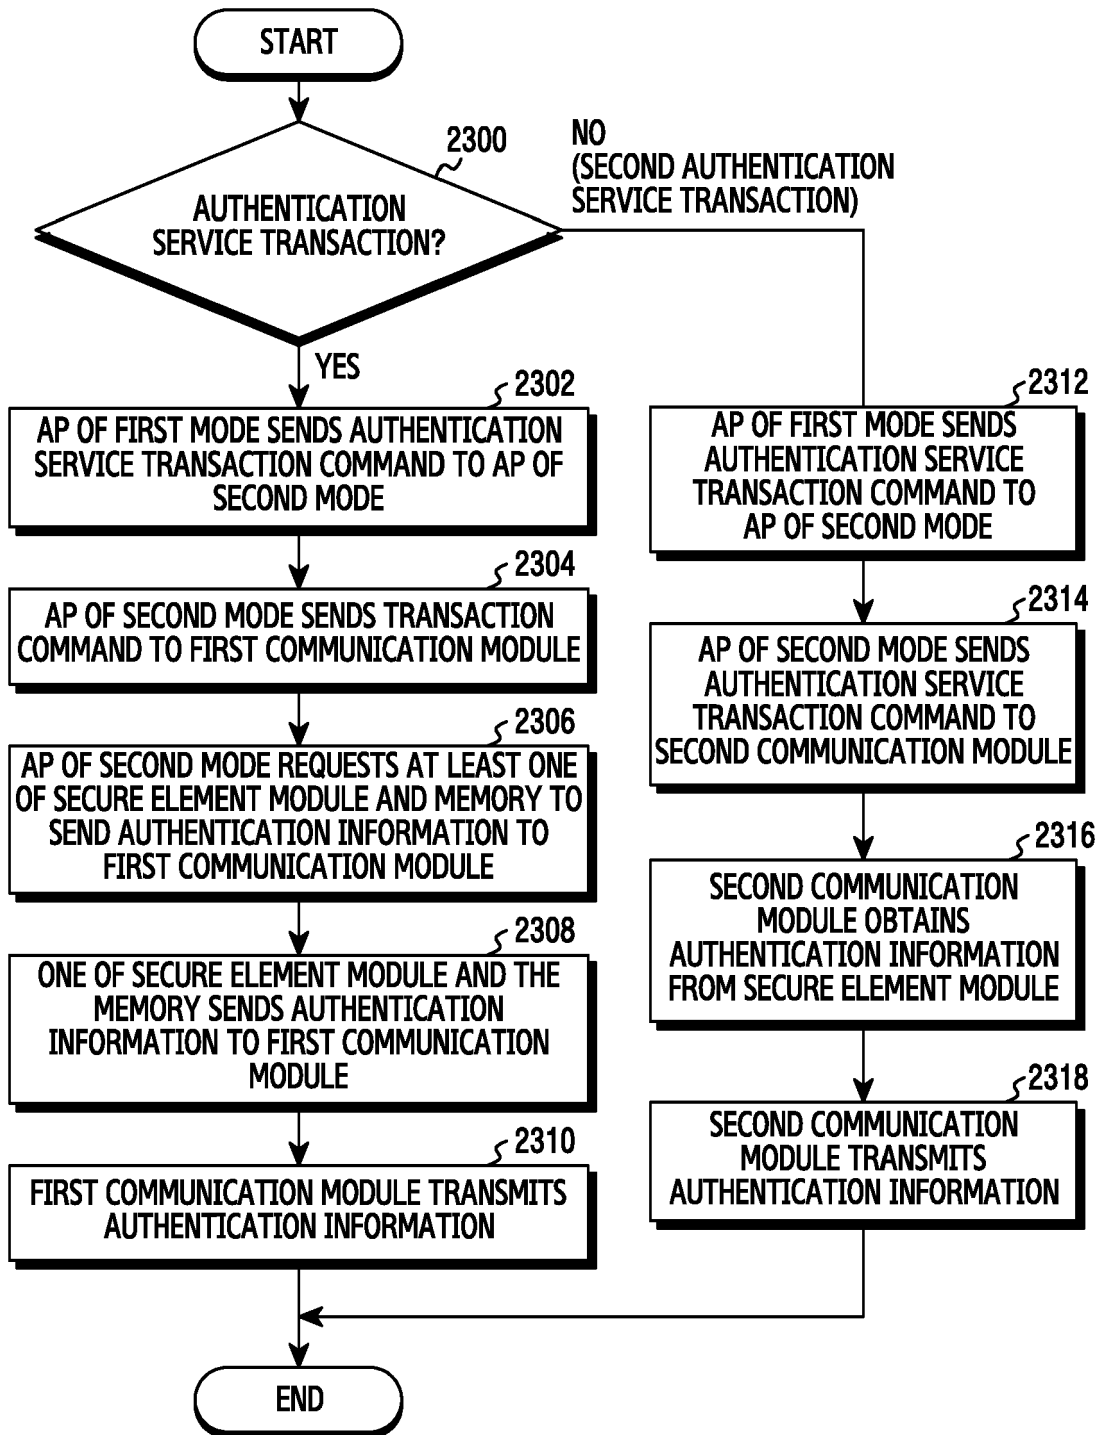 START
2300
AUTHENTICATION
SERVICE TRANSACTION?
NO
(SECOND AUTHENTICATION
SERVICE TRANSACTION)
YES
2302
AP OF FIRST MODE SENDS AUTHENTICATION
SERVICE TRANSACTION COMMAND TO AP OF
SECOND MODE
2304
AP OF SECOND MODE SENDS TRANSACTION
COMMAND TO FIRST COMMUNICATION MODULE
2306
AP OF SECOND MODE REQUESTS AT LEAST ONE
OF SECURE ELEMENT MODULE AND MEMORY TO
SEND AUTHENTICATION INFORMATION TO
FIRST COMMUNICATION MODULE
2308
ONE OF SECURE ELEMENT MODULE AND THE
MEMORY SENDS AUTHENTICATION
INFORMATION TO FIRST COMMUNICATION
MODULE
2310
FIRST COMMUNICATION MODULE TRANSMITS
AUTHENTICATION INFORMATION
2312
AP OF FIRST MODE SENDS
AUTHENTICATION SERVICE
TRANSACTION COMMAND TO
AP OF SECOND MODE
2314
AP OF SECOND MODE SENDS
AUTHENTICATION SERVICE
TRANSACTION COMMAND TO
SECOND COMMUNICATION MODULE
2316
SECOND COMMUNICATION
MODULE OBTAINS
AUTHENTICATION INFORMATION
FROM SECURE ELEMENT MODULE
2318
SECOND COMMUNICATION
MODULE TRANSMITS
AUTHENTICATION INFORMATION
END